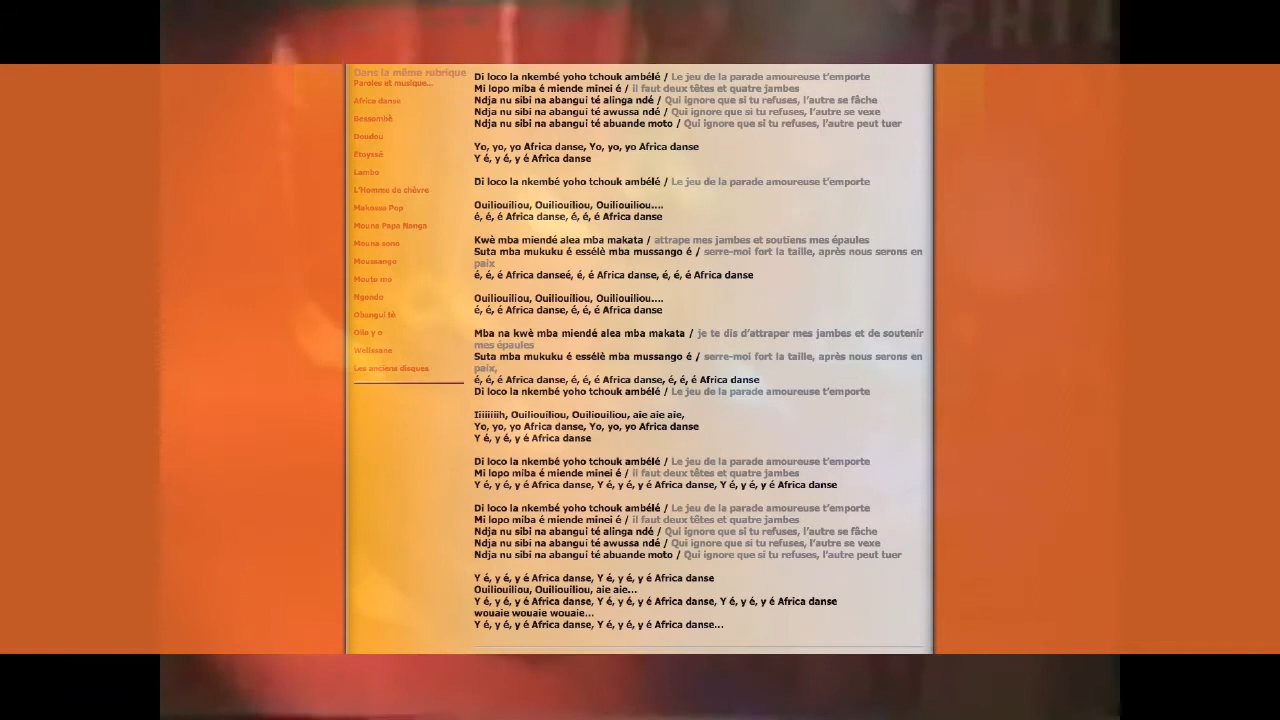 Dans la même rubrique
Paroles et musique...
Africa danse
Bessombè
Doudou
Etoyssè
Lambo
L'Homme de chèvre
Makossa Pop
Mouna Papa Nanga
Mouna sono
Moussango
Mouto mu
Ngondo
Obangui tè
Olla y o
Welissane
Les anciens disques
Di loco la nkembé yoho tchouk ambélé / Le jeu de la parade amoureuse t'emporte
Mi lopo miba é miende minei é / il faut deux têtes et quatre jambes
Ndja nu sibi na abangui té alinga ndé / Qui ignore que si tu refuses, l'autre se fâche
Ndja nu sibi na abangui té awussa ndé / Qui ignore que si tu refuses, l'autre se vexe
Ndja nu sibi na abangui té abuande moto / Qui ignore que si tu refuses, l'autre peut tuer
Yo, yo, yo Africa danse, Yo, yo, yo Africa danse
Y é, y é, y é Africa danse
Di loco la nkembé yoho tchouk ambélé / Le jeu de la parade amoureuse t'emporte
Ouiliouiliou, Ouiliouiliou, Ouiliouiliou....
é, é, é Africa danse, é, é, é Africa danse
Kwè mba miendé alea mba makata / attrape mes jambes et soutiens mes épaules
Suta mba mukuku é essélè mba mussango é / serre-moi fort la taille, après nous serons en
paix
é, é, é Africa danseé, é, é Africa danse, é, é, é Africa danse
Ouiliouiliou, Ouiliouiliou, Ouiliouiliou....
é, é, é Africa danse, é, é, é Africa danse
Mba na kwè mba miendé alea mba makata / je te dis d'attraper mes jambes et de soutenir
mes épaules
Suta mba mukuku é essélè mba mussango é / serre-moi fort la taille, après nous serons en
paix,
é, é, é Africa danse, é, é, é Africa danse, é, é, é Africa danse
Di loco la nkembé yoho tchouk ambélé / Le jeu de la parade amoureuse t'emporte
Iiiiiiiih, Ouiliouiliou, Ouiliouiliou, aie aie aie,
Yo, yo, yo Africa danse, Yo, yo, yo Africa danse
Y é, y é, y é Africa danse
Di loco la nkembé yoho tchouk ambélé / Le jeu de la parade amoureuse t'emporte
Mi lopo miba é miende minei é / il faut deux têtes et quatre jambes
Y é, y é, y é Africa danse, Y é, y é, y é Africa danse, Y é, y é, y é Africa danse
Di loco la nkembé yoho tchouk ambélé / Le jeu de la parade amoureuse t'emporte
Mi lopo miba é miende minei é / il faut deux têtes et quatre jambes
Ndja nu sibi na abangui té alinga ndé / Qui ignore que si tu refuses, l'autre se fâche
Ndja nu sibi na abangui té awussa ndé / Qui ignore que si tu refuses, l'autre se vexe
Ndja nu sibi na abangui té abuande moto / Qui ignore que si tu refuses, l'autre peut tuer
Y é, y é, y é Africa danse, Y é, y é, y é Africa danse
Ouiliouiliou, Ouiliouiliou, aie aie...
Y é, y é, y é Africa danse, Y é, y é, y é Africa danse, Y é, y é, y é Africa danse
wouaie wouaie wouaie...
Y é, y é, y é Africa danse, Y é, y é, y é Africa danse...